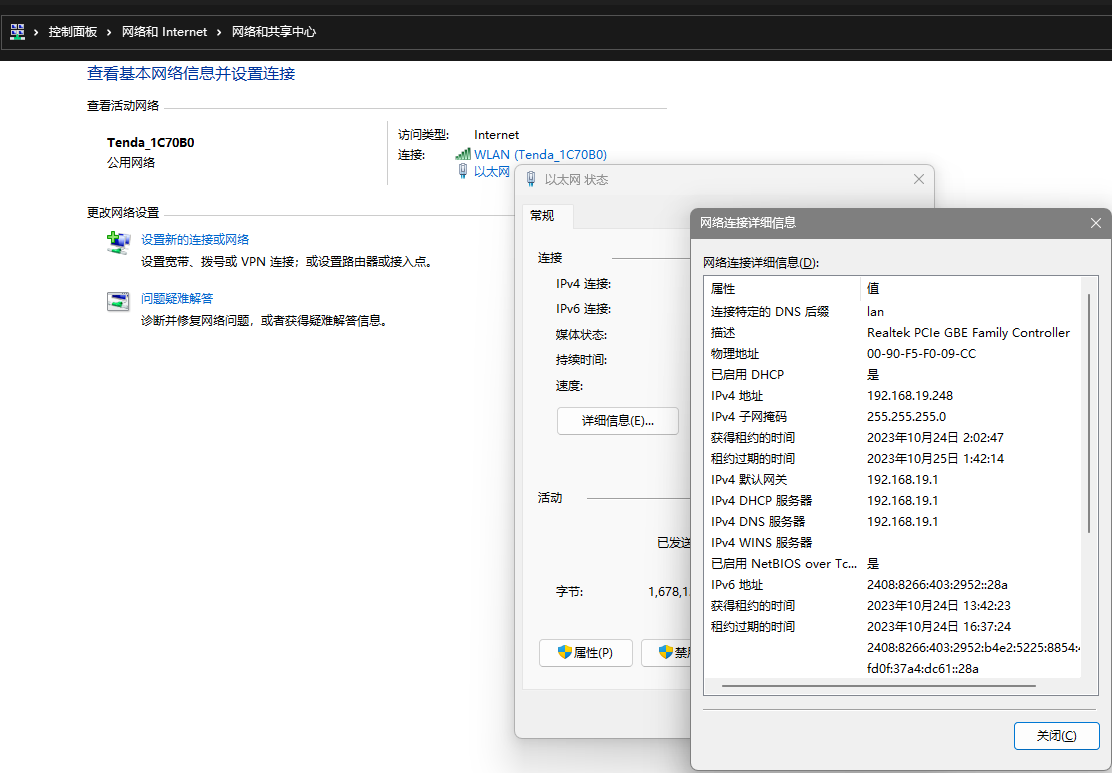 控制面板 › 网络和 Internet › 网络和共享中心
查看基本网络信息并设置连接
查看活动网络
Tenda_1C70B0
公用网络
访问类型: Internet
连接: WLAN (Tenda_1C70B0)
以太网
更改网络设置
设置新的连接或网络
设置宽带、拨号或 VPN 连接；或设置路由器或接入点。
问题疑难解答
诊断并修复网络问题，或者获得疑难解答信息。
以太网 状态
常规
连接
IPv4 连接:
IPv6 连接:
媒体状态:
持续时间:
速度:
详细信息(E)...
活动
已发送
字节: 1,678,1
属性(P)
禁
网络连接详细信息
网络连接详细信息(D):
属性 值
连接特定的 DNS 后缀 lan
描述 Realtek PCIe GBE Family Controller
物理地址 00-90-F5-F0-09-CC
已启用 DHCP 是
IPv4 地址 192.168.19.248
IPv4 子网掩码 255.255.255.0
获得租约的时间 2023年10月24日 2:02:47
租约过期的时间 2023年10月25日 1:42:14
IPv4 默认网关 192.168.19.1
IPv4 DHCP 服务器 192.168.19.1
IPv4 DNS 服务器 192.168.19.1
IPv4 WINS 服务器
已启用 NetBIOS over Tc... 是
IPv6 地址 2408:8266:403:2952::28a
获得租约的时间 2023年10月24日 13:42:23
租约过期的时间 2023年10月24日 16:37:24
2408:8266:403:2952:b4e2:5225:8854:4
fd0f:37a4:dc61::28a
关闭(C)